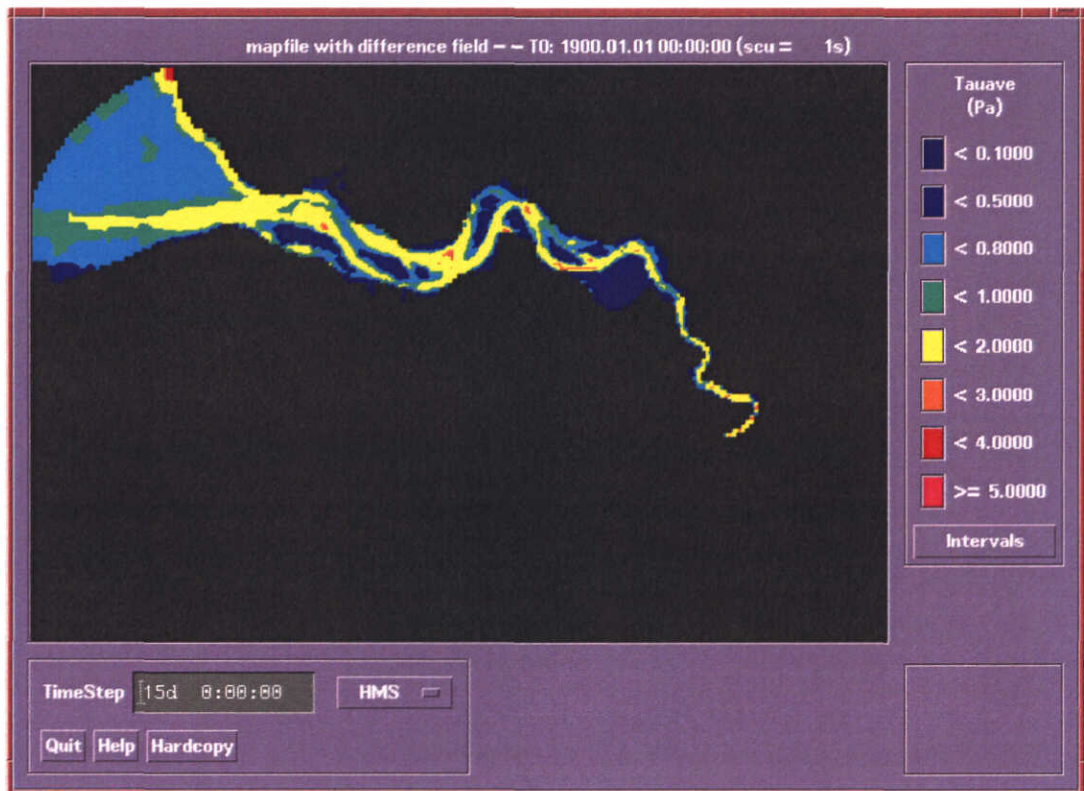 mapfile with difference field – – T0: 1900.01.01 00:00:00 (scu = 1s)
Tauave
(Pa)
< 0.1000
< 0.5000
< 0.8000
< 1.0000
< 2.0000
< 3.0000
< 4.0000
>= 5.0000
Intervals
TimeStep 15d 0:00:00 HMS
Quit Help Hardcopy